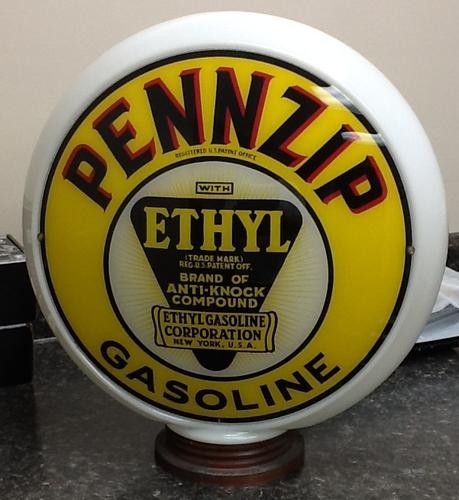 PENNZIP
REGISTERED U.S. PATENT OFFICE
WITH
ETHYL
(TRADE MARK)
REG. U.S. PATENT OFF.
BRAND OF
ANTI-KNOCK
COMPOUND
ETHYL GASOLINE
CORPORATION
NEW YORK, U.S.A.
GASOLINE